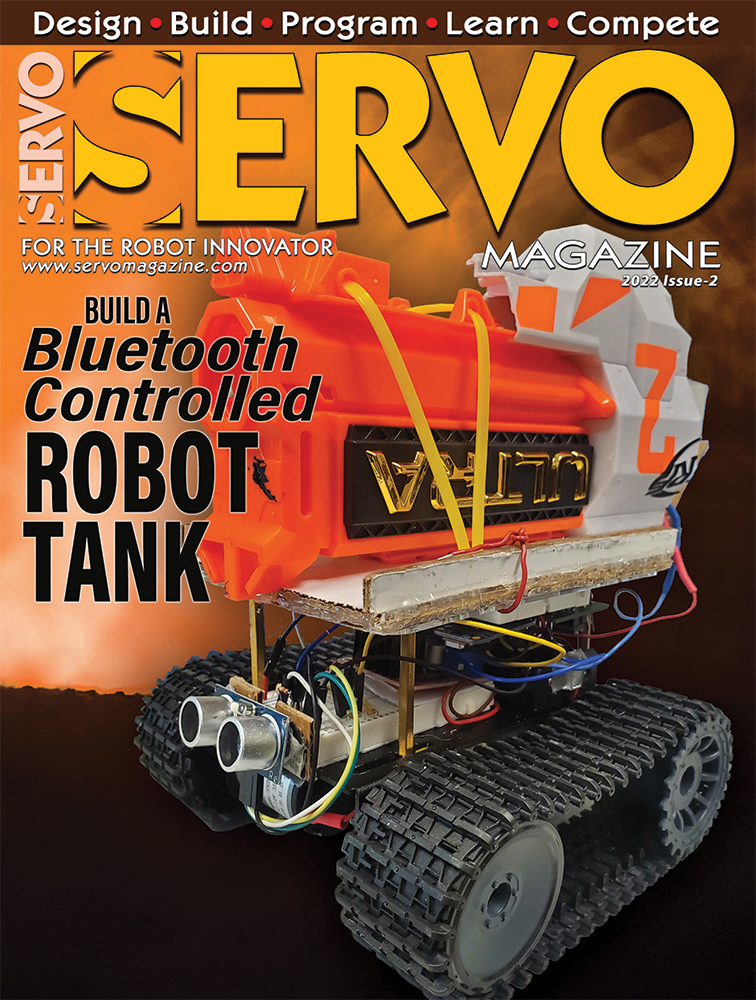 Design • Build • Program • Learn • Compete
SERVO
SERVO
FOR THE ROBOT INNOVATOR
www.servomagazine.com
MAGAZINE
2022 Issue-2
BUILD A
Bluetooth
Controlled
ROBOT
TANK
ULTRA
2
N